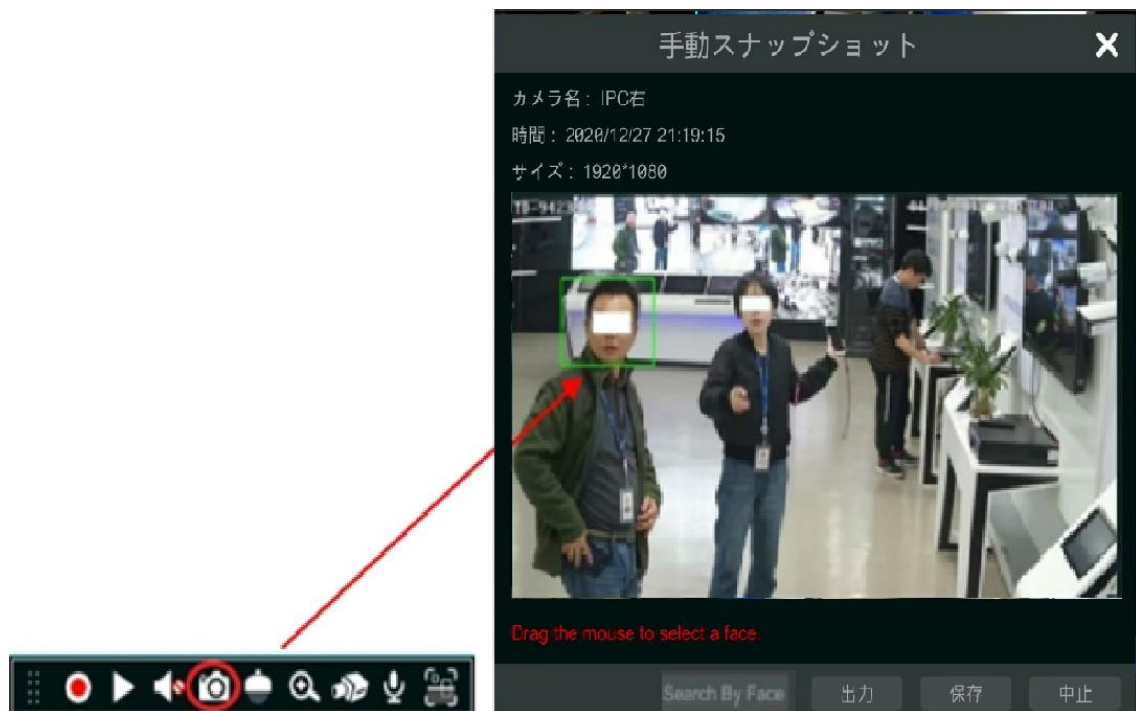 手動スナップショット
カメラ名: IPC右
時間: 2020/12/27 21:19:15
サイズ: 1920*1080
Drag the mouse to select a face.
Search By Face 出力 保存 中止